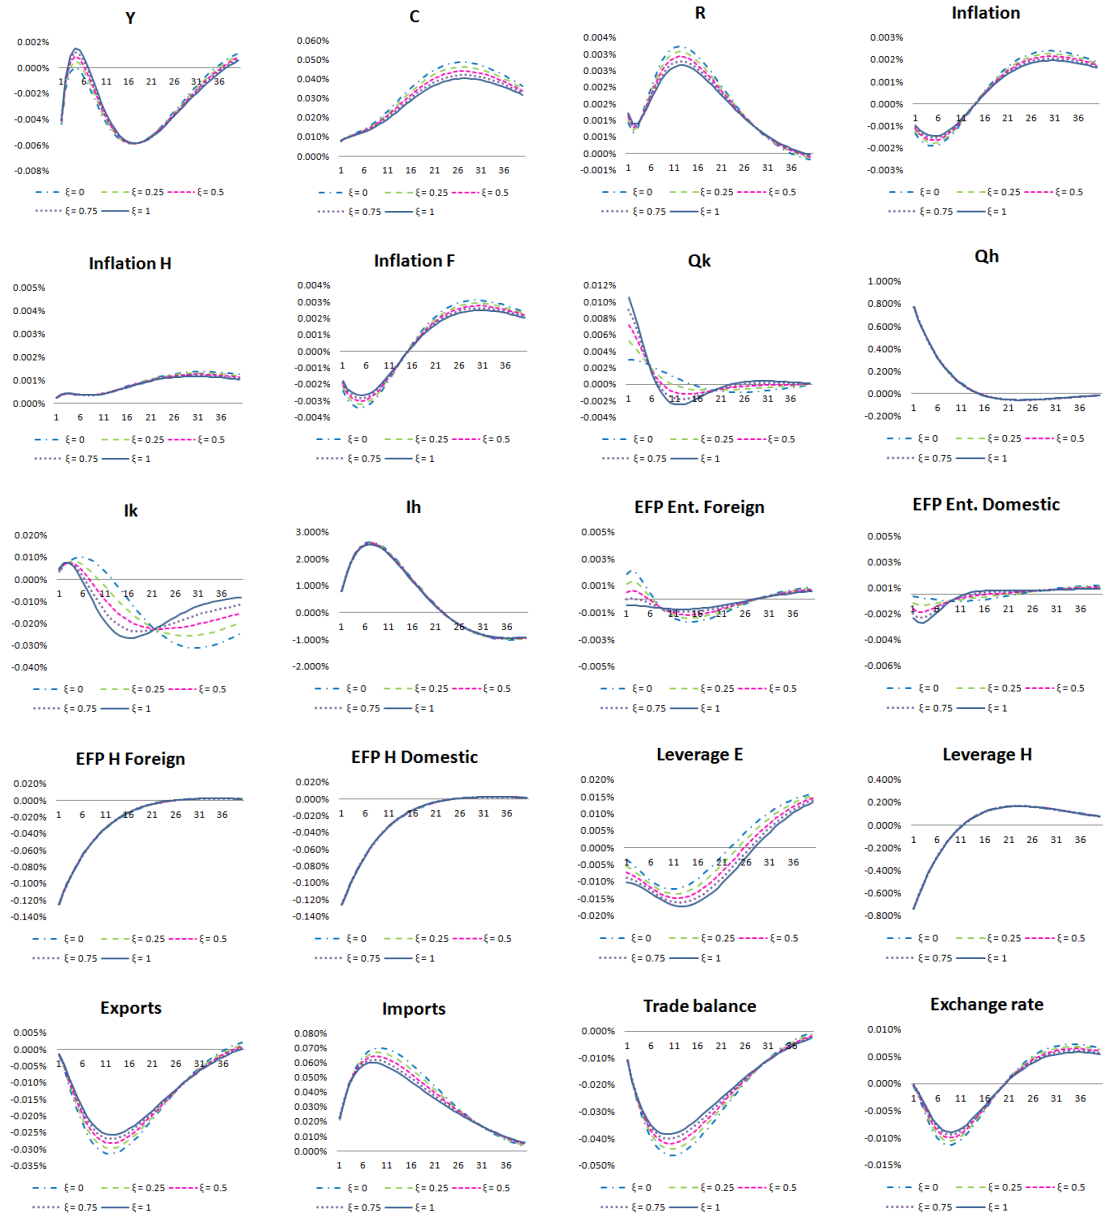 Y
0.002%
0.000%
-0.002%
-0.004%
-0.006%
-0.008%
1 6 11 16 21 26 31 36
ξ = 0 ξ = 0.25 ξ = 0.5
ξ = 0.75 ξ = 1
C
0.060%
0.050%
0.040%
0.030%
0.020%
0.010%
0.000%
1 6 11 16 21 26 31 36
ξ = 0 ξ = 0.25 ξ = 0.5
ξ = 0.75 ξ = 1
R
0.004%
0.003%
0.003%
0.002%
0.002%
0.001%
0.001%
0.000%
-0.001%
1 6 11 16 21 26 31 36
ξ = 0 ξ = 0.25 ξ = 0.5
ξ = 0.75 ξ = 1
Inflation
0.003%
0.002%
0.001%
0.000%
-0.001%
-0.002%
-0.003%
1 6 11 16 21 26 31 36
ξ = 0 ξ = 0.25 ξ = 0.5
ξ = 0.75 ξ = 1
Inflation H
0.005%
0.004%
0.003%
0.002%
0.001%
0.000%
1 6 11 16 21 26 31 36
ξ = 0 ξ = 0.25 ξ = 0.5
ξ = 0.75 ξ = 1
Inflation F
0.004%
0.003%
0.002%
0.001%
0.000%
-0.001%
-0.002%
-0.003%
-0.004%
1 6 11 16 21 26 31 36
ξ = 0 ξ = 0.25 ξ = 0.5
ξ = 0.75 ξ = 1
Qk
0.012%
0.010%
0.008%
0.006%
0.004%
0.002%
0.000%
-0.002%
-0.004%
1 6 11 16 21 26 31 36
ξ = 0 ξ = 0.25 ξ = 0.5
ξ = 0.75 ξ = 1
Qh
1.000%
0.800%
0.600%
0.400%
0.200%
0.000%
-0.200%
1 6 11 16 21 26 31 36
ξ = 0 ξ = 0.25 ξ = 0.5
ξ = 0.75 ξ = 1
Ik
0.020%
0.010%
0.000%
-0.010%
-0.020%
-0.030%
-0.040%
1 6 11 16 21 26 31 36
ξ = 0 ξ = 0.25 ξ = 0.5
ξ = 0.75 ξ = 1
Ih
3.000%
2.000%
1.000%
0.000%
-1.000%
-2.000%
1 6 11 16 21 26 31 36
ξ = 0 ξ = 0.25 ξ = 0.5
ξ = 0.75 ξ = 1
EFP Ent. Foreign
0.005%
0.003%
0.001%
-0.001%
-0.003%
-0.005%
1 6 11 16 21 26 31 36
ξ = 0 ξ = 0.25 ξ = 0.5
ξ = 0.75 ξ = 1
EFP Ent. Domestic
0.005%
0.003%
0.001%
-0.002%
-0.004%
-0.006%
1 6 11 16 21 26 31 36
ξ = 0 ξ = 0.25 ξ = 0.5
ξ = 0.75 ξ = 1
EFP H Foreign
0.020%
0.000%
-0.020%
-0.040%
-0.060%
-0.080%
-0.100%
-0.120%
-0.140%
1 6 11 16 21 26 31 36
ξ = 0 ξ = 0.25 ξ = 0.5
ξ = 0.75 ξ = 1
EFP H Domestic
0.020%
0.000%
-0.020%
-0.040%
-0.060%
-0.080%
-0.100%
-0.120%
-0.140%
1 6 11 16 21 26 31 36
ξ = 0 ξ = 0.25 ξ = 0.5
ξ = 0.75 ξ = 1
Leverage E
0.020%
0.015%
0.010%
0.005%
0.000%
-0.005%
-0.010%
-0.015%
-0.020%
1 6 11 16 21 26 31 36
ξ = 0 ξ = 0.25 ξ = 0.5
ξ = 0.75 ξ = 1
Leverage H
0.400%
0.200%
0.000%
-0.200%
-0.400%
-0.600%
-0.800%
1 6 11 16 21 26 31 36
ξ = 0 ξ = 0.25 ξ = 0.5
ξ = 0.75 ξ = 1
Exports
0.005%
0.000%
-0.005%
-0.010%
-0.015%
-0.020%
-0.025%
-0.030%
-0.035%
1 6 11 16 21 26 31 36
ξ = 0 ξ = 0.25 ξ = 0.5
ξ = 0.75 ξ = 1
Imports
0.080%
0.070%
0.060%
0.050%
0.040%
0.030%
0.020%
0.010%
0.000%
1 6 11 16 21 26 31 36
ξ = 0 ξ = 0.25 ξ = 0.5
ξ = 0.75 ξ = 1
Trade balance
0.000%
-0.010%
-0.020%
-0.030%
-0.040%
-0.050%
1 6 11 16 21 26 31 36
ξ = 0 ξ = 0.25 ξ = 0.5
ξ = 0.75 ξ = 1
Exchange rate
0.010%
0.005%
0.000%
-0.005%
-0.010%
-0.015%
1 6 11 16 21 26 31 36
ξ = 0 ξ = 0.25 ξ = 0.5
ξ = 0.75 ξ = 1